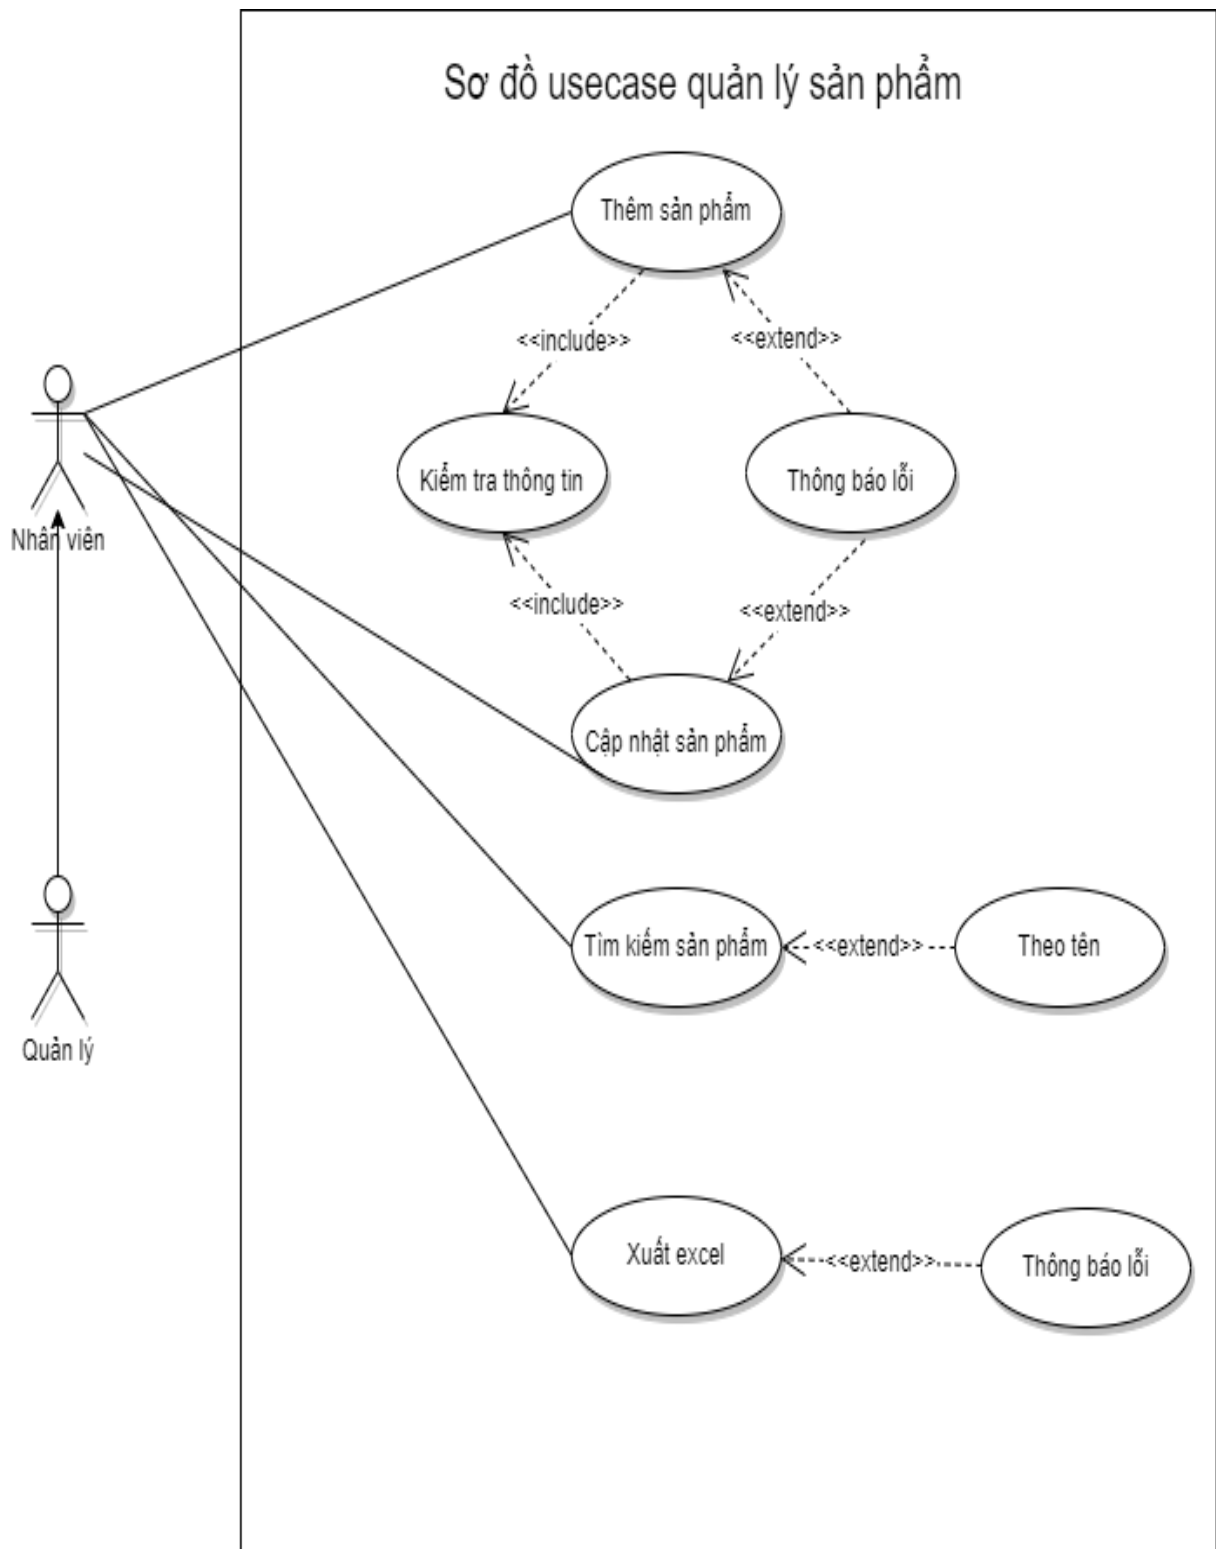 Sơ đồ usecase quản lý sản phẩm
Thêm sản phẩm
<<include>>
<<extend>>
Kiểm tra thông tin
Thông báo lỗi
Nhân viên
<<include>>
<<extend>>
Cập nhật sản phẩm
Tìm kiếm sản phẩm
<<extend>>
Theo tên
Quản lý
Xuất excel
<<extend>>
Thông báo lỗi